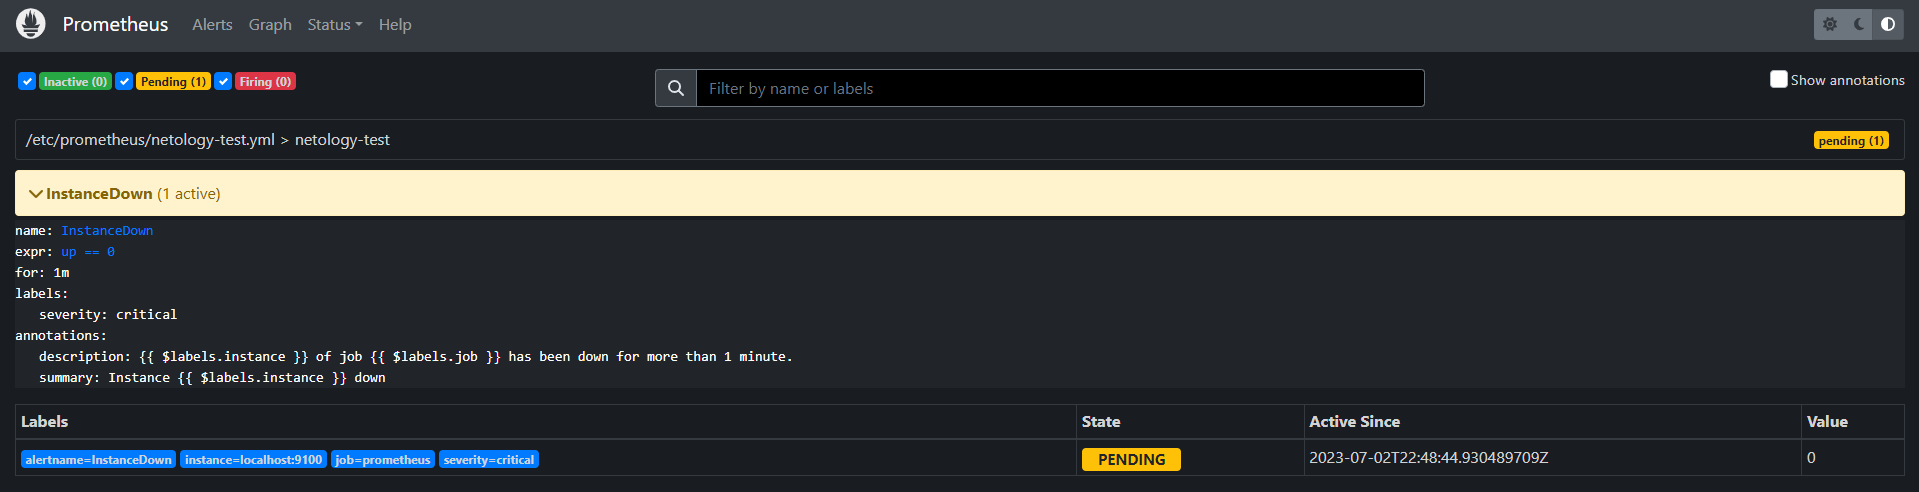 Prometheus Alerts Graph Status Help
Inactive (0) Pending (1) Firing (0) Filter by name or labels Show annotations
/etc/prometheus/netology-test.yml > netology-test pending (1)
InstanceDown (1 active)
name: InstanceDown
expr: up == 0
for: 1m
labels:
severity: critical
annotations:
description: {{ $labels.instance }} of job {{ $labels.job }} has been down for more than 1 minute.
summary: Instance {{ $labels.instance }} down
Labels State Active Since Value
alertname=InstanceDown instance=localhost:9100 job=prometheus severity=critical PENDING 2023-07-02T22:48:44.930489709Z 0